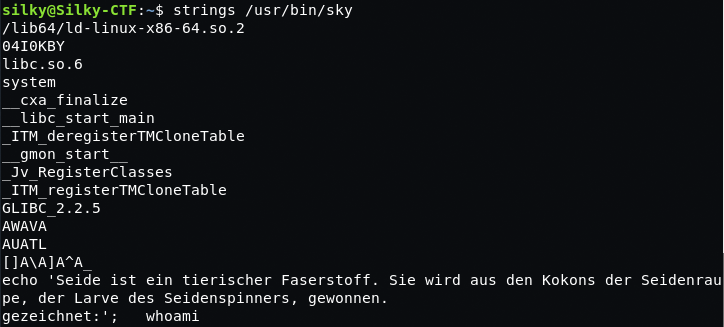 silky@Silky-CTF:~$ strings /usr/bin/sky
/lib64/ld-linux-x86-64.so.2
04I0KBY
libc.so.6
system
__cxa_finalize
__libc_start_main
_ITM_deregisterTMCloneTable
__gmon_start__
_Jv_RegisterClasses
_ITM_registerTMCloneTable
GLIBC_2.2.5
AWAVA
AUATL
[]A\A]A^A_
echo 'Seide ist ein tierischer Faserstoff. Sie wird aus den Kokons der Seidenrau
pe, der Larve des Seidenspinners, gewonnen.
gezeichnet:';   whoami